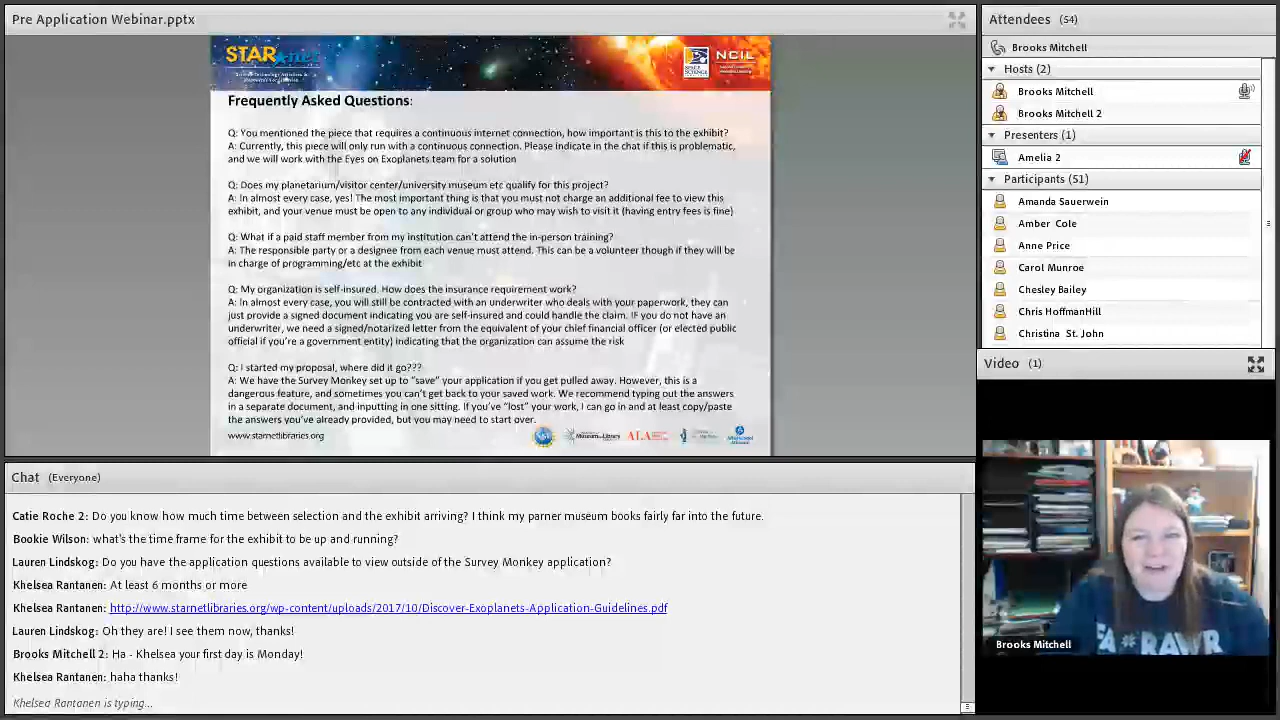 Pre Application Webinar.pptx
STAR net
Science-Technology Activities &
NCIL
SPACE SCIENCE
Frequently Asked Questions:
Q: You mentioned the piece that requires a continuous internet connection, how important is this to the exhibit?
A: Currently, this piece will only run with a continuous connection. Please indicate in the chat if this is problematic,
and we will work with the Eyes on Exoplanets team for a solution
Q: Does my planetarium/visitor center/university museum etc qualify for this project?
A: In almost every case, yes! The most important thing is that you must not charge an additional fee to view this
exhibit, and your venue must be open to any individual or group who may wish to visit it (having entry fees is fine)
Q: What if a paid staff member from my institution can't attend the in-person training?
A: The responsible party or a designee from each venue must attend. This can be a volunteer though if they will be
in charge of programming/etc at the exhibit
Q: My organization is self-insured. How does the insurance requirement work?
A: In almost every case, you will still be contracted with an underwriter who deals with your paperwork, they can
just provide a signed document indicating you are self-insured and could handle the claim. IF you do not have an
underwriter, we need a signed/notarized letter from the equivalent of your chief financial officer (or elected public
official if you're a government entity) indicating that the organization can assume the risk
Q: I started my proposal, where did it go???
A: We have the Survey Monkey set up to "save" your application if you get pulled away. However, this is a
dangerous feature, and sometimes you can't get back to your saved work. We recommend typing out the answers
in a separate document, and inputting in one sitting. If you've "lost" your work, I can go in and at least copy/paste
the answers you've already provided, but you may need to start over.
www.starnetlibraries.org
Museum and Library
ALA
Chat (Everyone)
Catie Roche 2: Do you know how much time between selection and the exhibit arriving? I think my parner museum books fairly far into the future.
Bookie Wilson: what's the time frame for the exhibit to be up and running?
Lauren Lindskog: Do you have the application questions available to view outside of the Survey Monkey application?
Khelsea Rantanen: At least 6 months or more
Khelsea Rantanen: http://www.starnetlibraries.org/wp-content/uploads/2017/10/Discover-Exoplanets-Application-Guidelines.pdf
Lauren Lindskog: Oh they are! I see them now, thanks!
Brooks Mitchell 2: Ha - Khelsea your first day is Monday!
Khelsea Rantanen: haha thanks!
Khelsea Rantanen is typing...
Attendees (54)
Brooks Mitchell
Hosts (2)
Brooks Mitchell
Brooks Mitchell 2
Presenters (1)
Amelia 2
Participants (51)
Amanda Sauerwein
Amber Cole
Anne Price
Carol Munroe
Chesley Bailey
Chris HoffmanHill
Christina St. John
Video (1)
RAWR
Brooks Mitchell